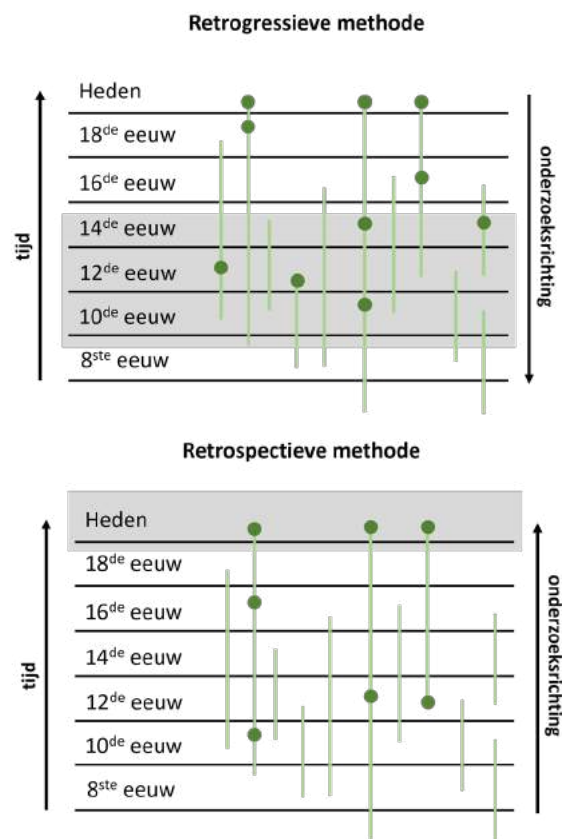 Retrogressieve methode
Heden
18de eeuw
16de eeuw
14de eeuw
12de eeuw
10de eeuw
8ste eeuw
tijd
onderzoeksrichting
Retrospectieve methode
Heden
18de eeuw
16de eeuw
14de eeuw
12de eeuw
10de eeuw
8ste eeuw
tijd
onderzoeksrichting